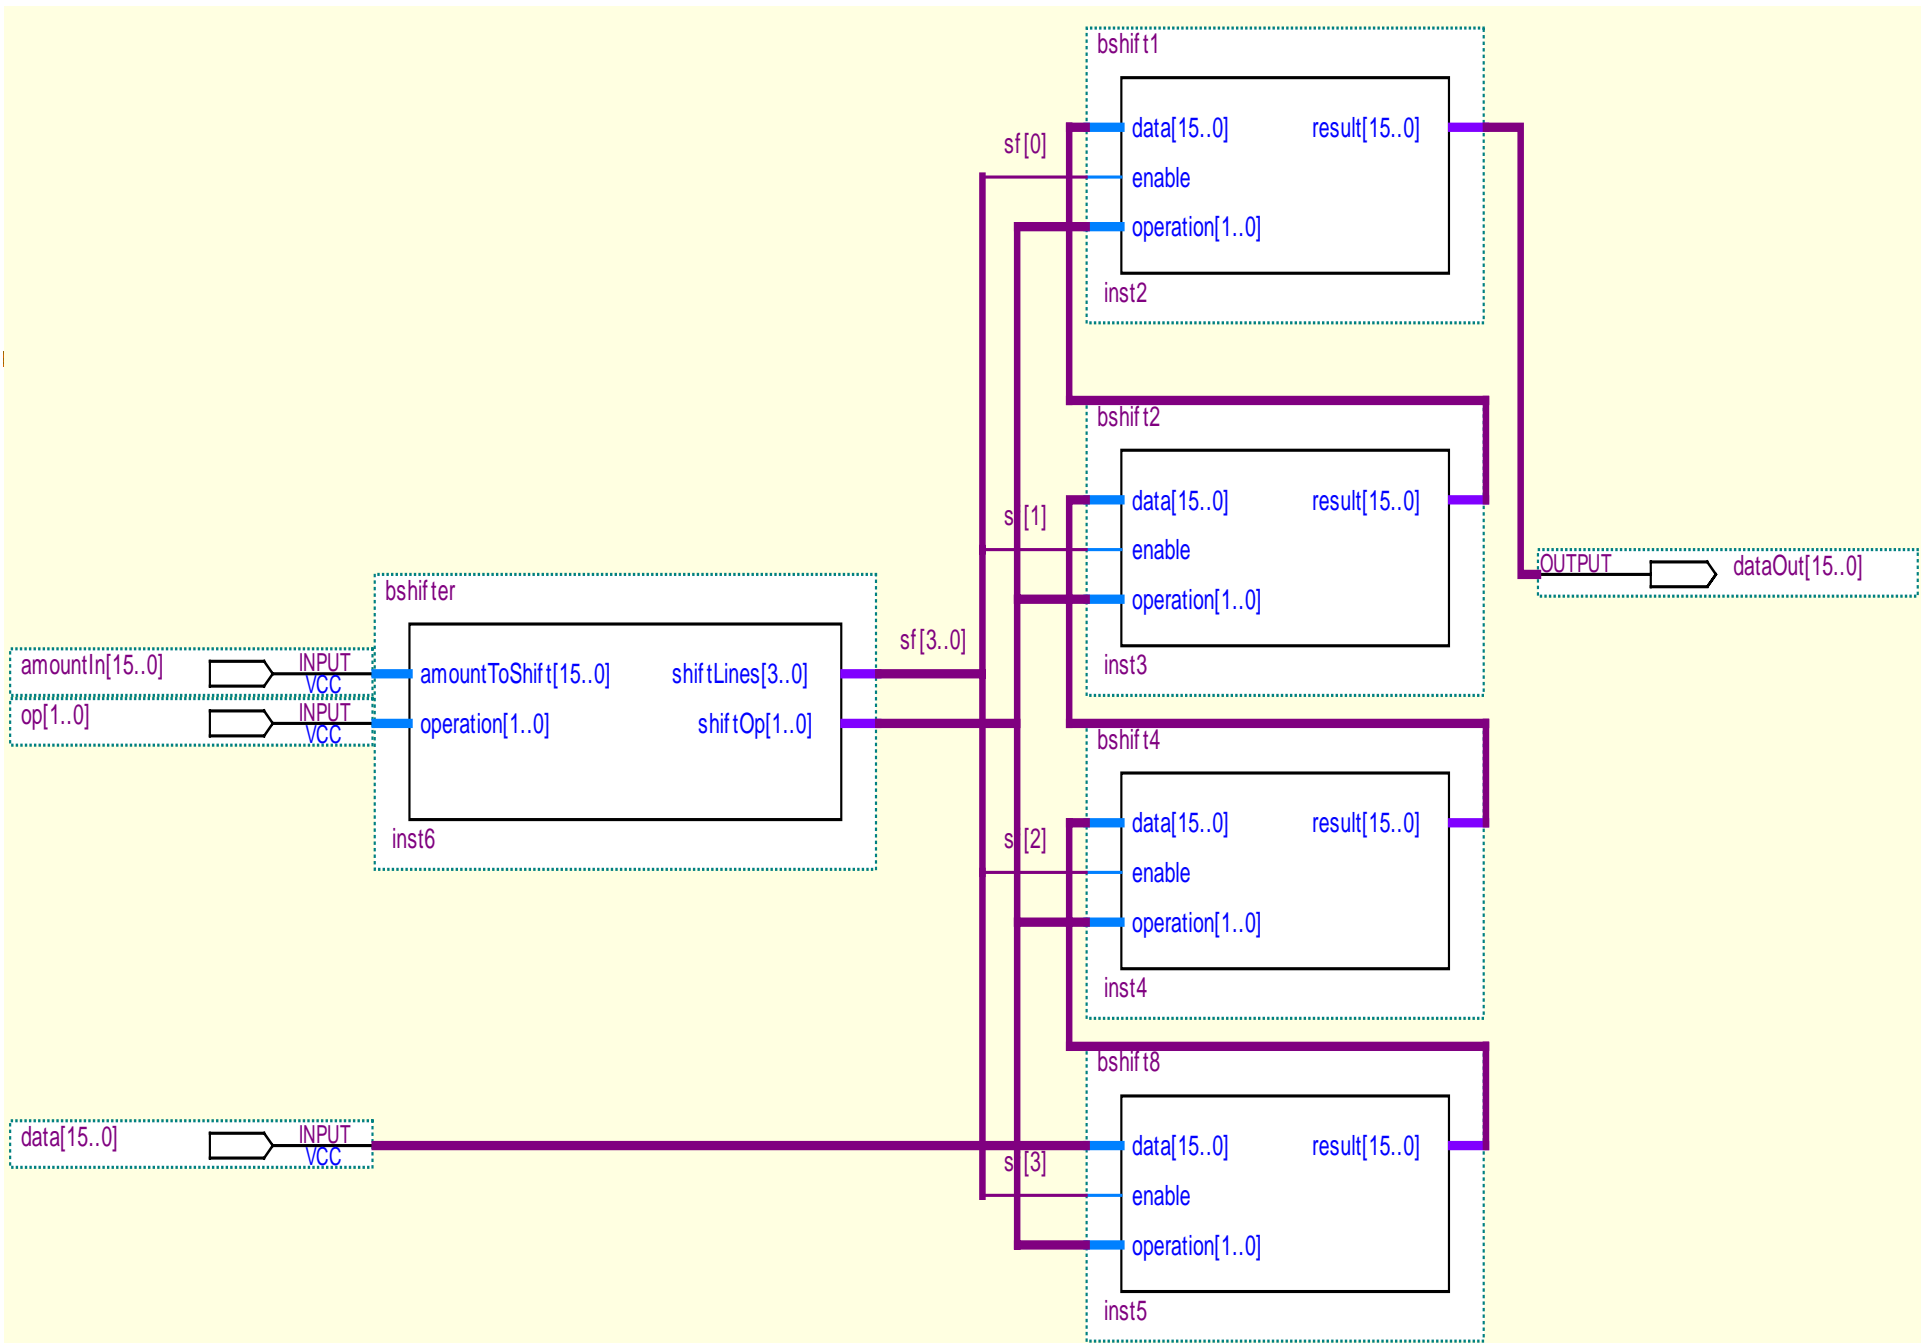 bshift1
data[15..0] result[15..0]
sf[0]
enable
operation[1..0]
inst2
bshift2
data[15..0] result[15..0]
s[1]
enable
operation[1..0]
inst3
OUTPUT dataOut[15..0]
bshifter
sf[3..0]
amountIn[15..0] INPUT
VCC
amountToShift[15..0] shiftLines[3..0]
op[1..0] INPUT
VCC
operation[1..0] shiftOp[1..0]
inst6
bshift4
data[15..0] result[15..0]
s[2]
enable
operation[1..0]
inst4
bshift8
data[15..0] INPUT
VCC
data[15..0] result[15..0]
s[3]
enable
operation[1..0]
inst5